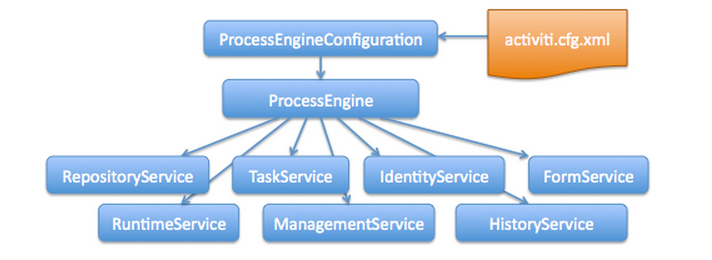 ProcessEngineConfiguration
activiti.cfg.xml
ProcessEngine
RepositoryService
TaskService
IdentityService
FormService
RuntimeService
ManagementService
HistoryService